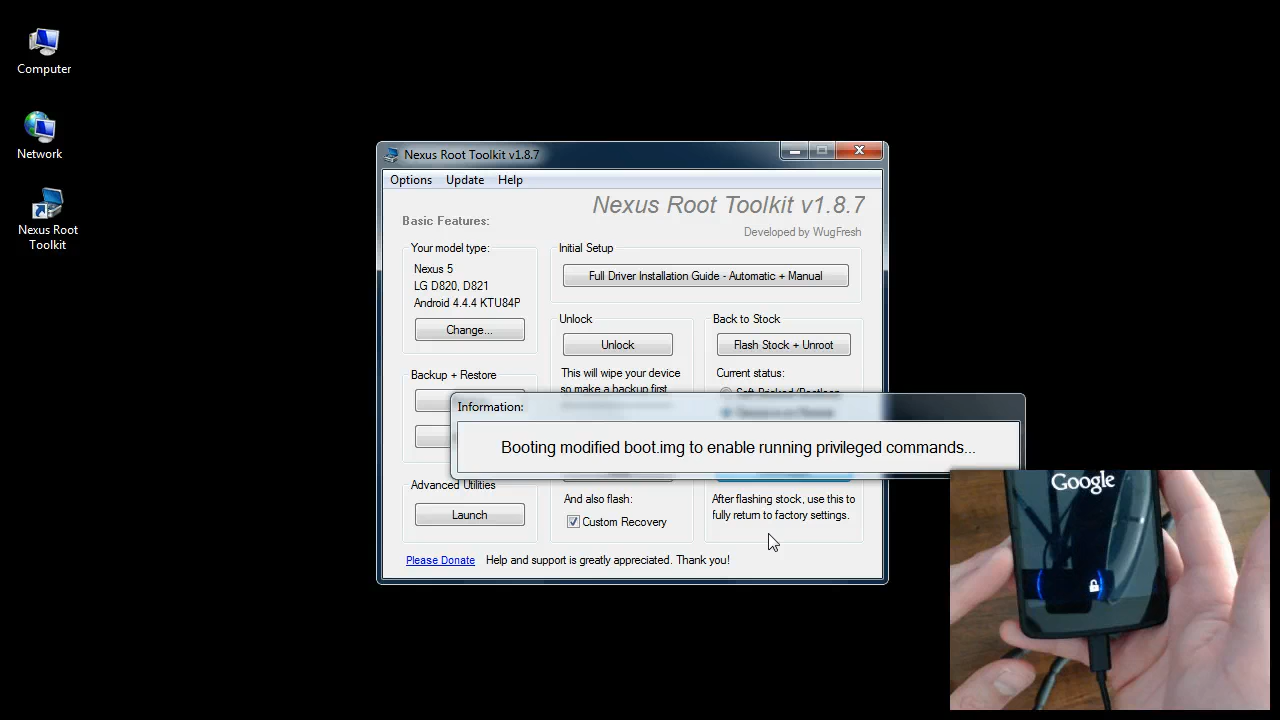 Computer
Network
Nexus Root
Toolkit
Nexus Root Toolkit v1.8.7
Options Update Help
Nexus Root Toolkit v1.8.7
Developed by WugFresh
Basic Features:
Your model type:
Nexus 5
LG D820, D821
Android 4.4.4 KTU84P
Change...
Initial Setup
Full Driver Installation Guide - Automatic + Manual
Unlock
Unlock
This will wipe your device
so make a backup first
Back to Stock
Flash Stock + Unroot
Current status:
Soft-Bricked/Bootloop
Backup + Restore
Information:
Booting modified boot.img to enable running privileged commands...
Advanced Utilities
Launch
And also flash:
Custom Recovery
After flashing stock, use this to
fully return to factory settings.
Please Donate Help and support is greatly appreciated. Thank you!
Google